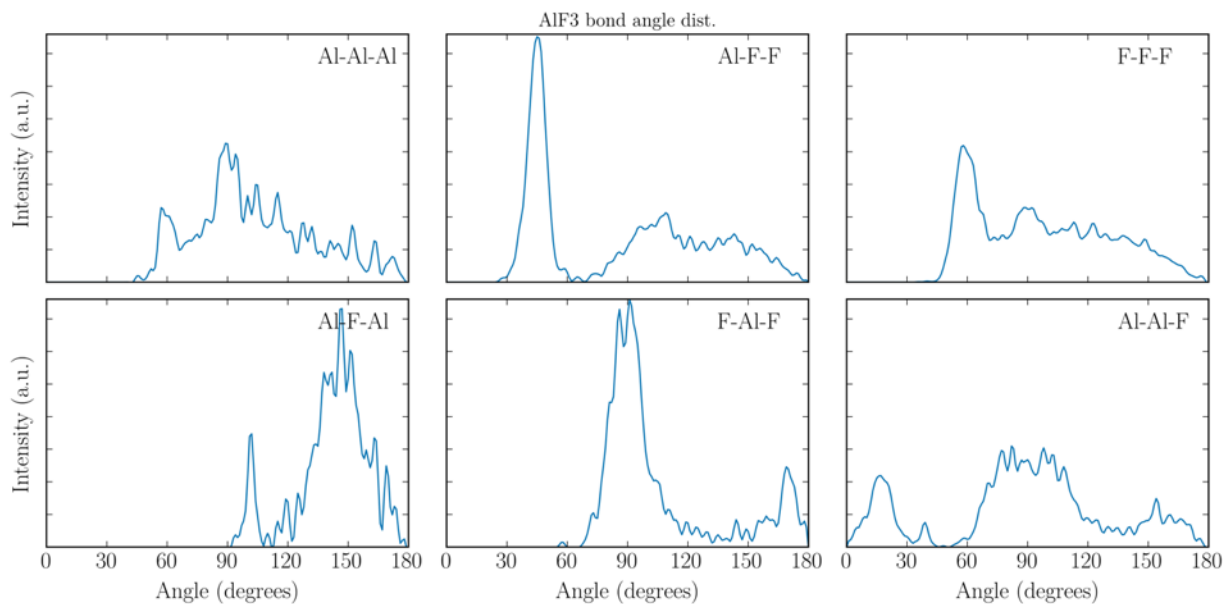 AlF3 bond angle dist.
Al-Al-Al
Al-F-F
F-F-F
Intensity (a.u.)
Al-F-Al
F-Al-F
Al-Al-F
Intensity (a.u.)
0 30 60 90 120 150 180
0 30 60 90 120 150 180
0 30 60 90 120 150 180
Angle (degrees)
Angle (degrees)
Angle (degrees)